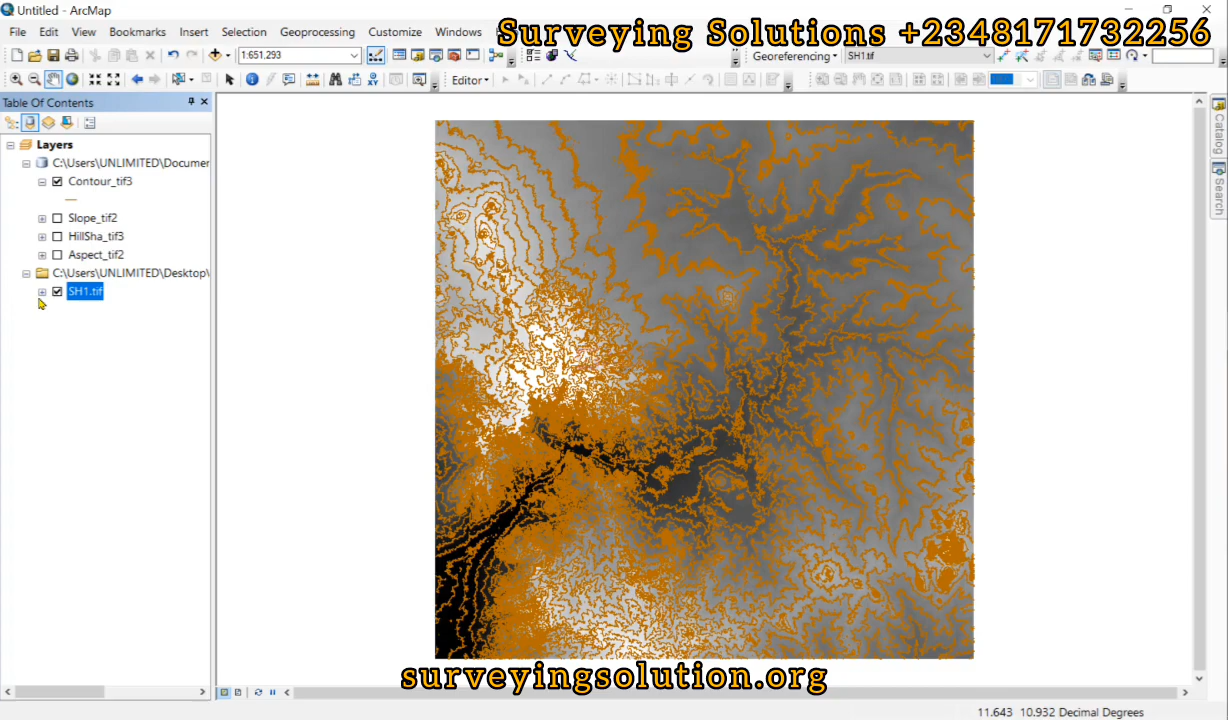 Untitled - ArcMap
File Edit View Bookmarks Insert Selection Geoprocessing Customize Windows
Surveying Solutions +2348171732256
1:651,293
Georeferencing SH1.tif
Editor
Table Of Contents
Layers
C:\Users\UNLIMITED\Documer
Contour_tif3
Slope_tif2
HillSha_tif3
Aspect_tif2
C:\Users\UNLIMITED\Desktop\
SH1.tif
Catalog
Search
surveyingsolution.org
11.643 10.932 Decimal Degrees